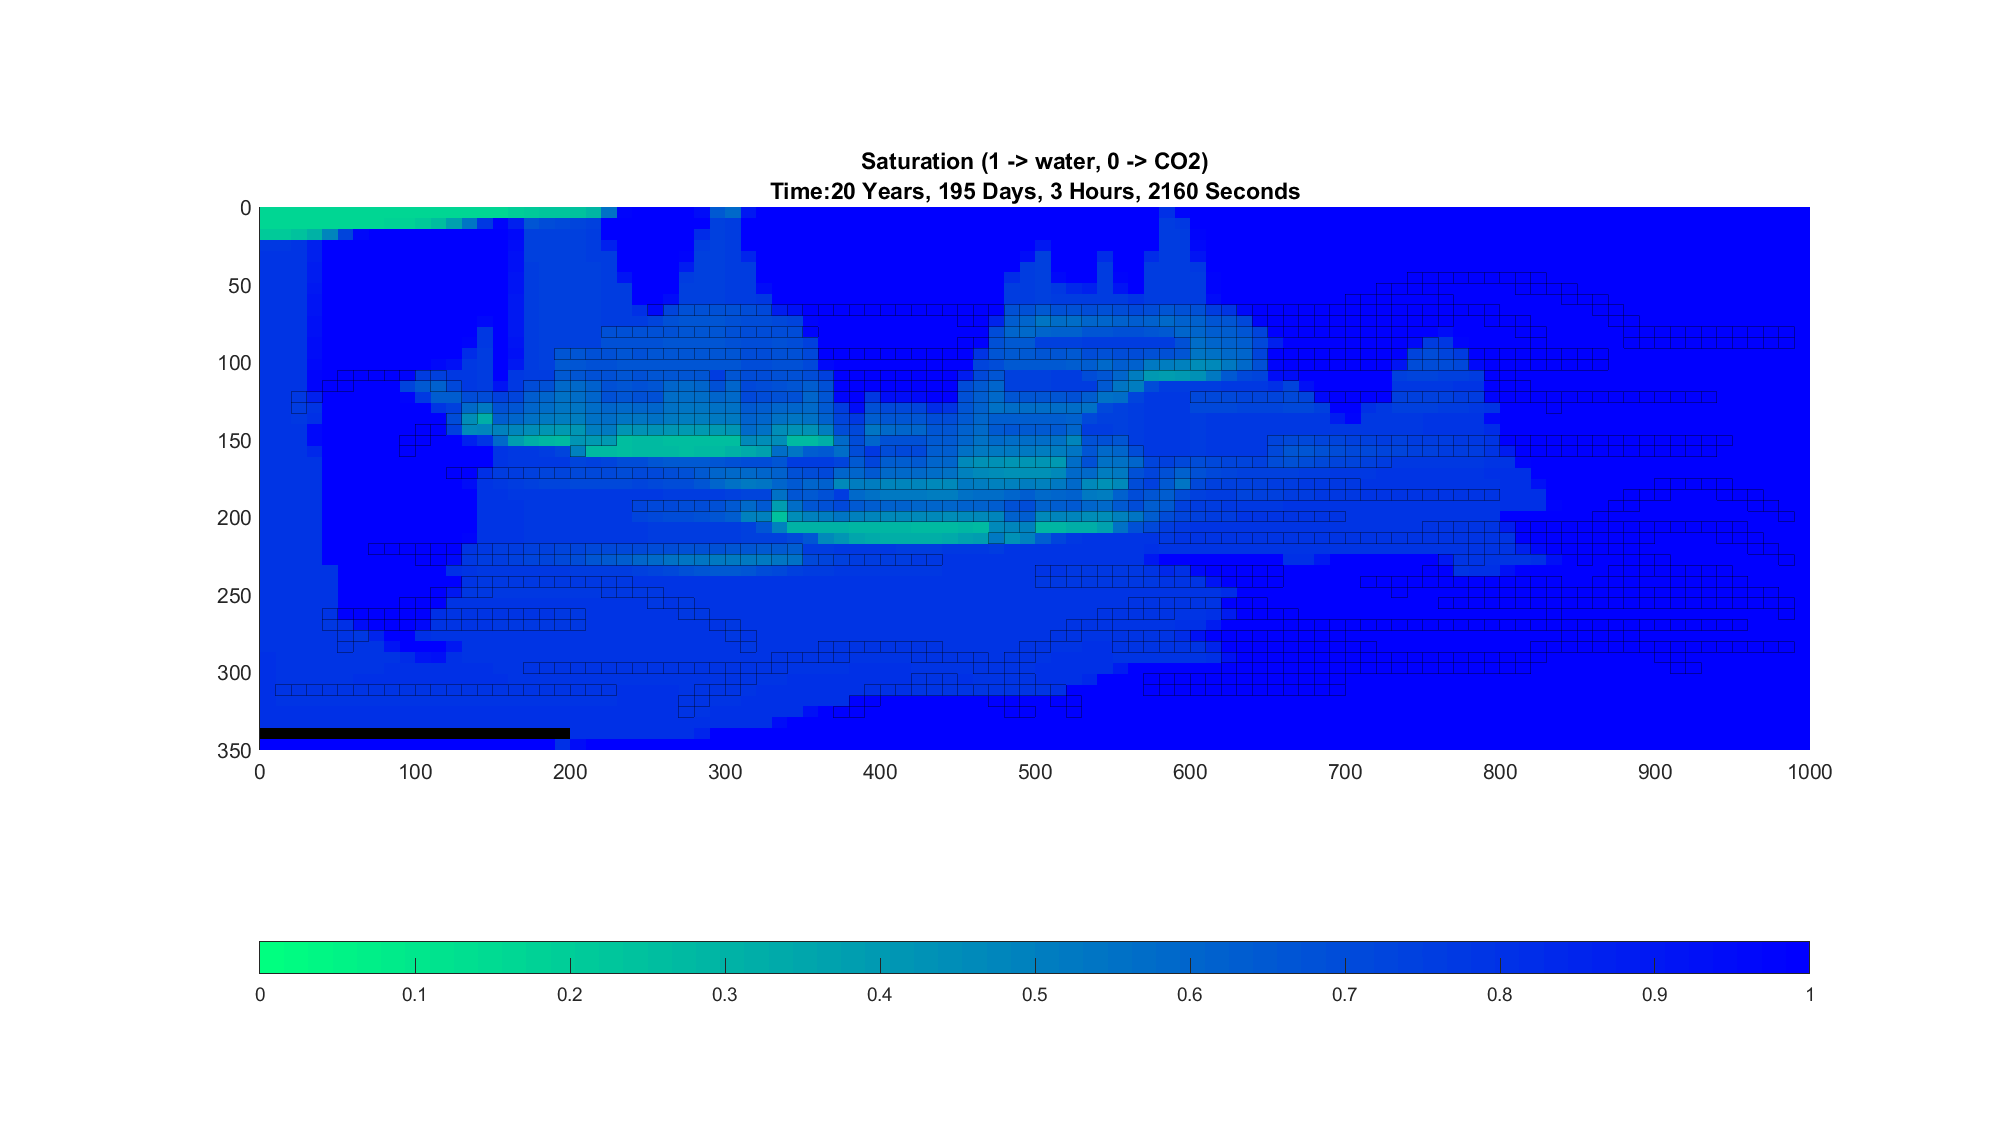 Saturation (1 -> water, 0 -> CO2)
Time:20 Years, 195 Days, 3 Hours, 2160 Seconds
0
50
100
150
200
250
300
350
0 100 200 300 400 500 600 700 800 900 1000
0 0.1 0.2 0.3 0.4 0.5 0.6 0.7 0.8 0.9 1